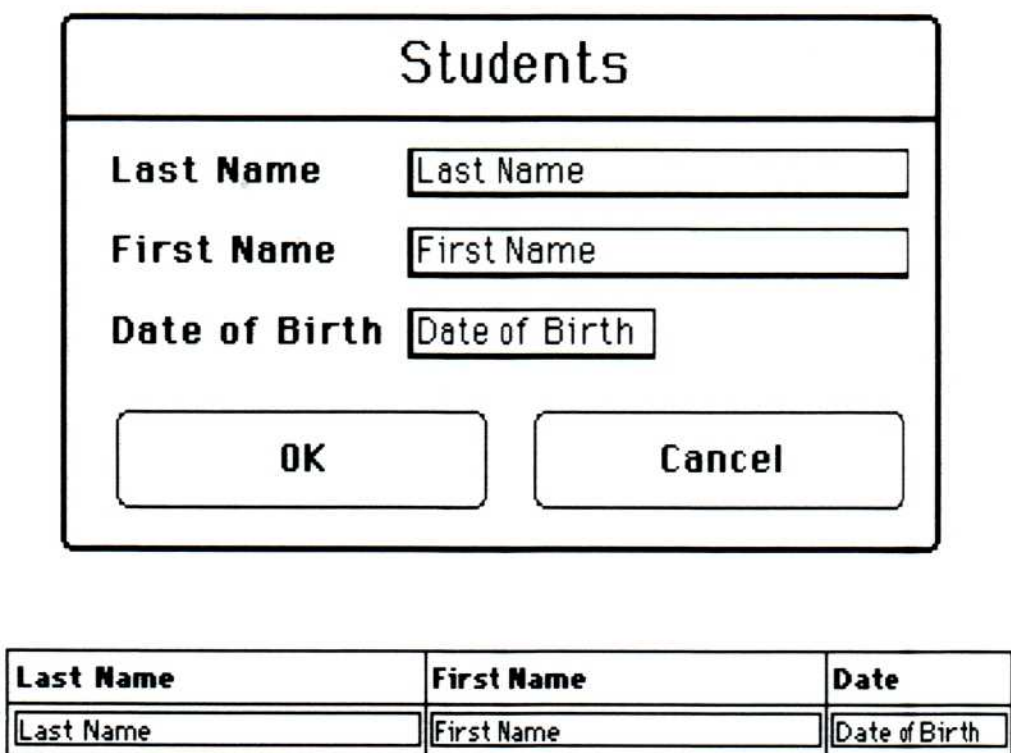 Students
Last Name Last Name
First Name First Name
Date of Birth Date of Birth
OK Cancel
Last Name First Name Date
Last Name First Name Date of Birth